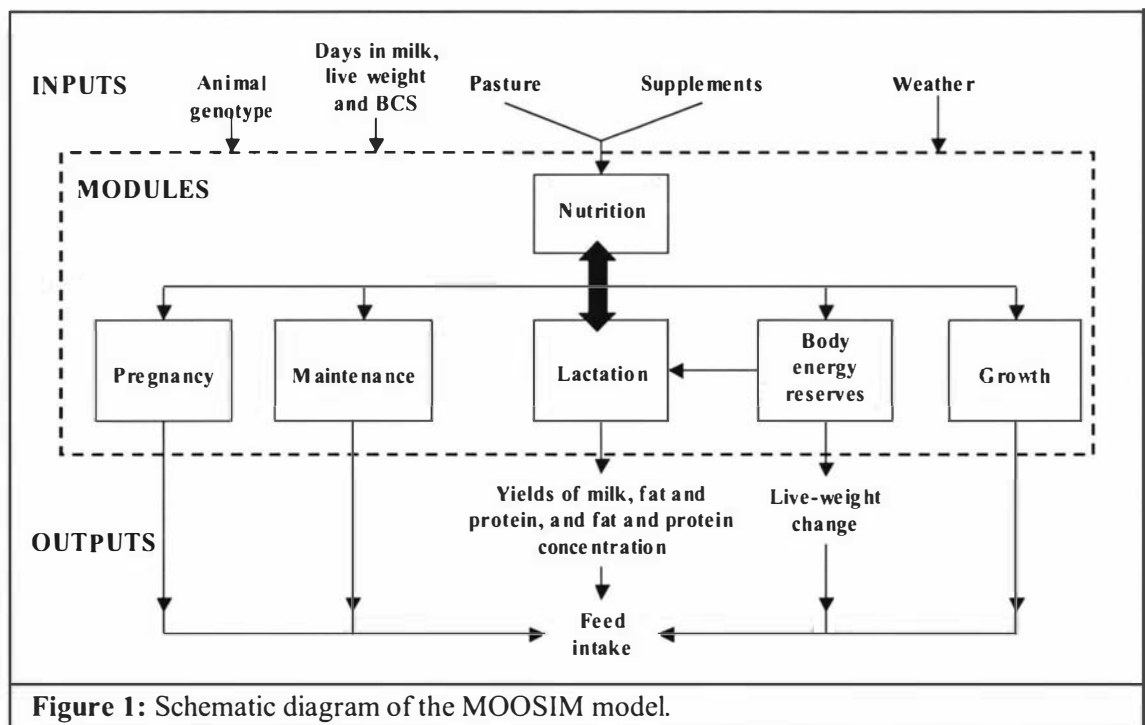 INPUTS
Animal
genotype
Days in milk,
live weight
and BCS
Pasture
Supplements
Weather
MODULES
Nutrition
Pregnancy
Maintenance
Lactation
Body
energy
reserves
Growth
OUTPUTS
Yields of milk, fat and
protein, and fat and protein
concentration
Live-weight
change
Feed
intake
Figure 1: Schematic diagram of the MOOSIM model.